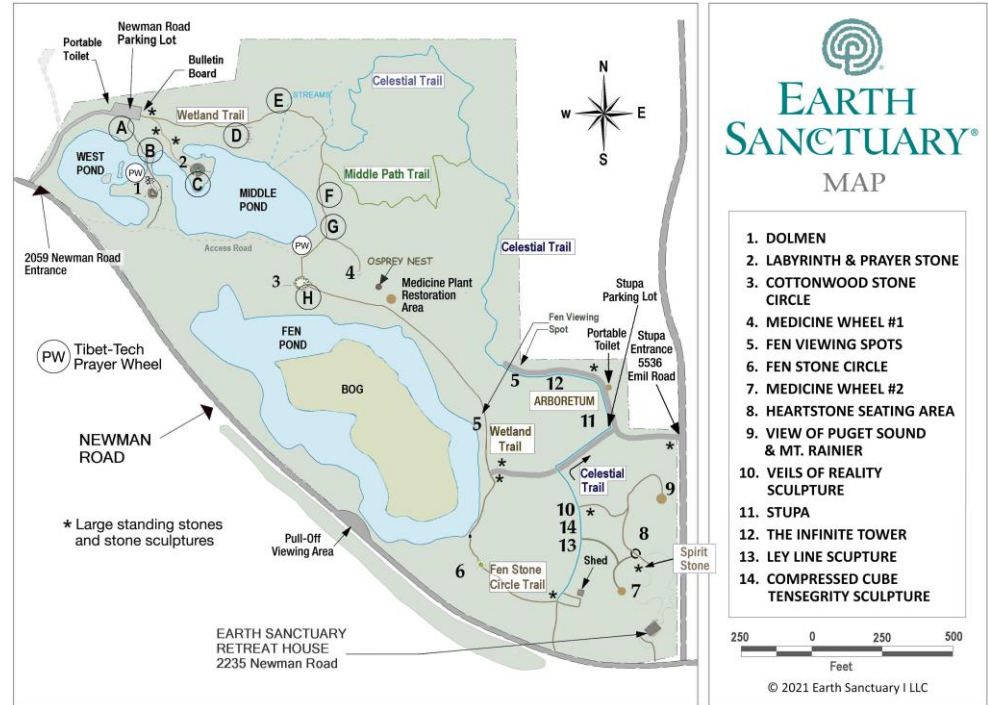 Newman Road
Parking Lot
Portable
Toilet
Bulletin
Board
Wetland Trail
E
STREAMS
Celestial Trail
N
W
E
S
A
D
B
WEST
POND
PW
2
1
C
MIDDLE
POND
Middle Path Trail
F
G
Access Road
PW
Celestial Trail
2059 Newman Road
Entrance
4
OSPREY NEST
3
H
Medicine Plant
Restoration
Area
Stupa
Parking Lot
Fen Viewing
Spot
Portable
Toilet
Stupa
Entrance
5536
Emil Road
FEN
POND
PW
Tibet-Tech
Prayer Wheel
BOG
5
12
*
ARBORETUM
11
5
Wetland
Trail
*
*
*
NEWMAN
ROAD
Celestial
Trail
9
10
*
14
8
13
* Large standing stones
and stone sculptures
Pull-Off
Viewing Area
Spirit
Stone
*
Shed
6
Fen Stone
Circle Trail
*
7
EARTH SANCTUARY
RETREAT HOUSE
2235 Newman Road
EARTH
SANCTUARY®
MAP
1. DOLMEN
2. LABYRINTH & PRAYER STONE
3. COTTONWOOD STONE
CIRCLE
4. MEDICINE WHEEL #1
5. FEN VIEWING SPOTS
6. FEN STONE CIRCLE
7. MEDICINE WHEEL #2
8. HEARTSTONE SEATING AREA
9. VIEW OF PUGET SOUND
& MT. RAINIER
10. VEILS OF REALITY
SCULPTURE
11. STUPA
12. THE INFINITE TOWER
13. LEY LINE SCUPTURE
14. COMPRESSED CUBE
TENSEGRITY SCULPTURE
250 0 250 500
Feet
© 2021 Earth Sanctuary I LLC